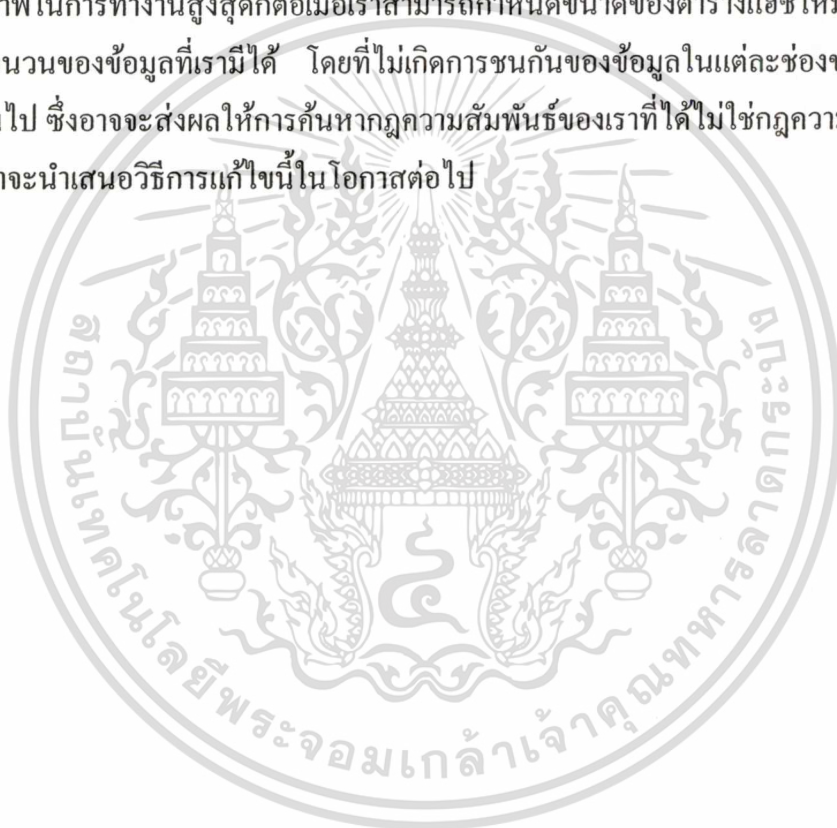 ภาพในการทำงานสูงสุดก็ต่อเมื่อเราสามารถกำหนดขนาดของตารางแฮชให้
นวนของข้อมูลที่เรามีได้ โดยที่ไม่เกิดการชนกันของข้อมูลในแต่ละช่อง
ไป ซึ่งอาจจะส่งผลให้การค้นหากฎความสัมพันธ์ของเราที่ได้ไม่ใช่กฎความ
จะนำเสนอวิธีการแก้ไขนี้ในโอกาสต่อไป
สถาบันเทคโนโลยีพระจอมเกล้าเจ้าคุณทหารลาดกระบัง